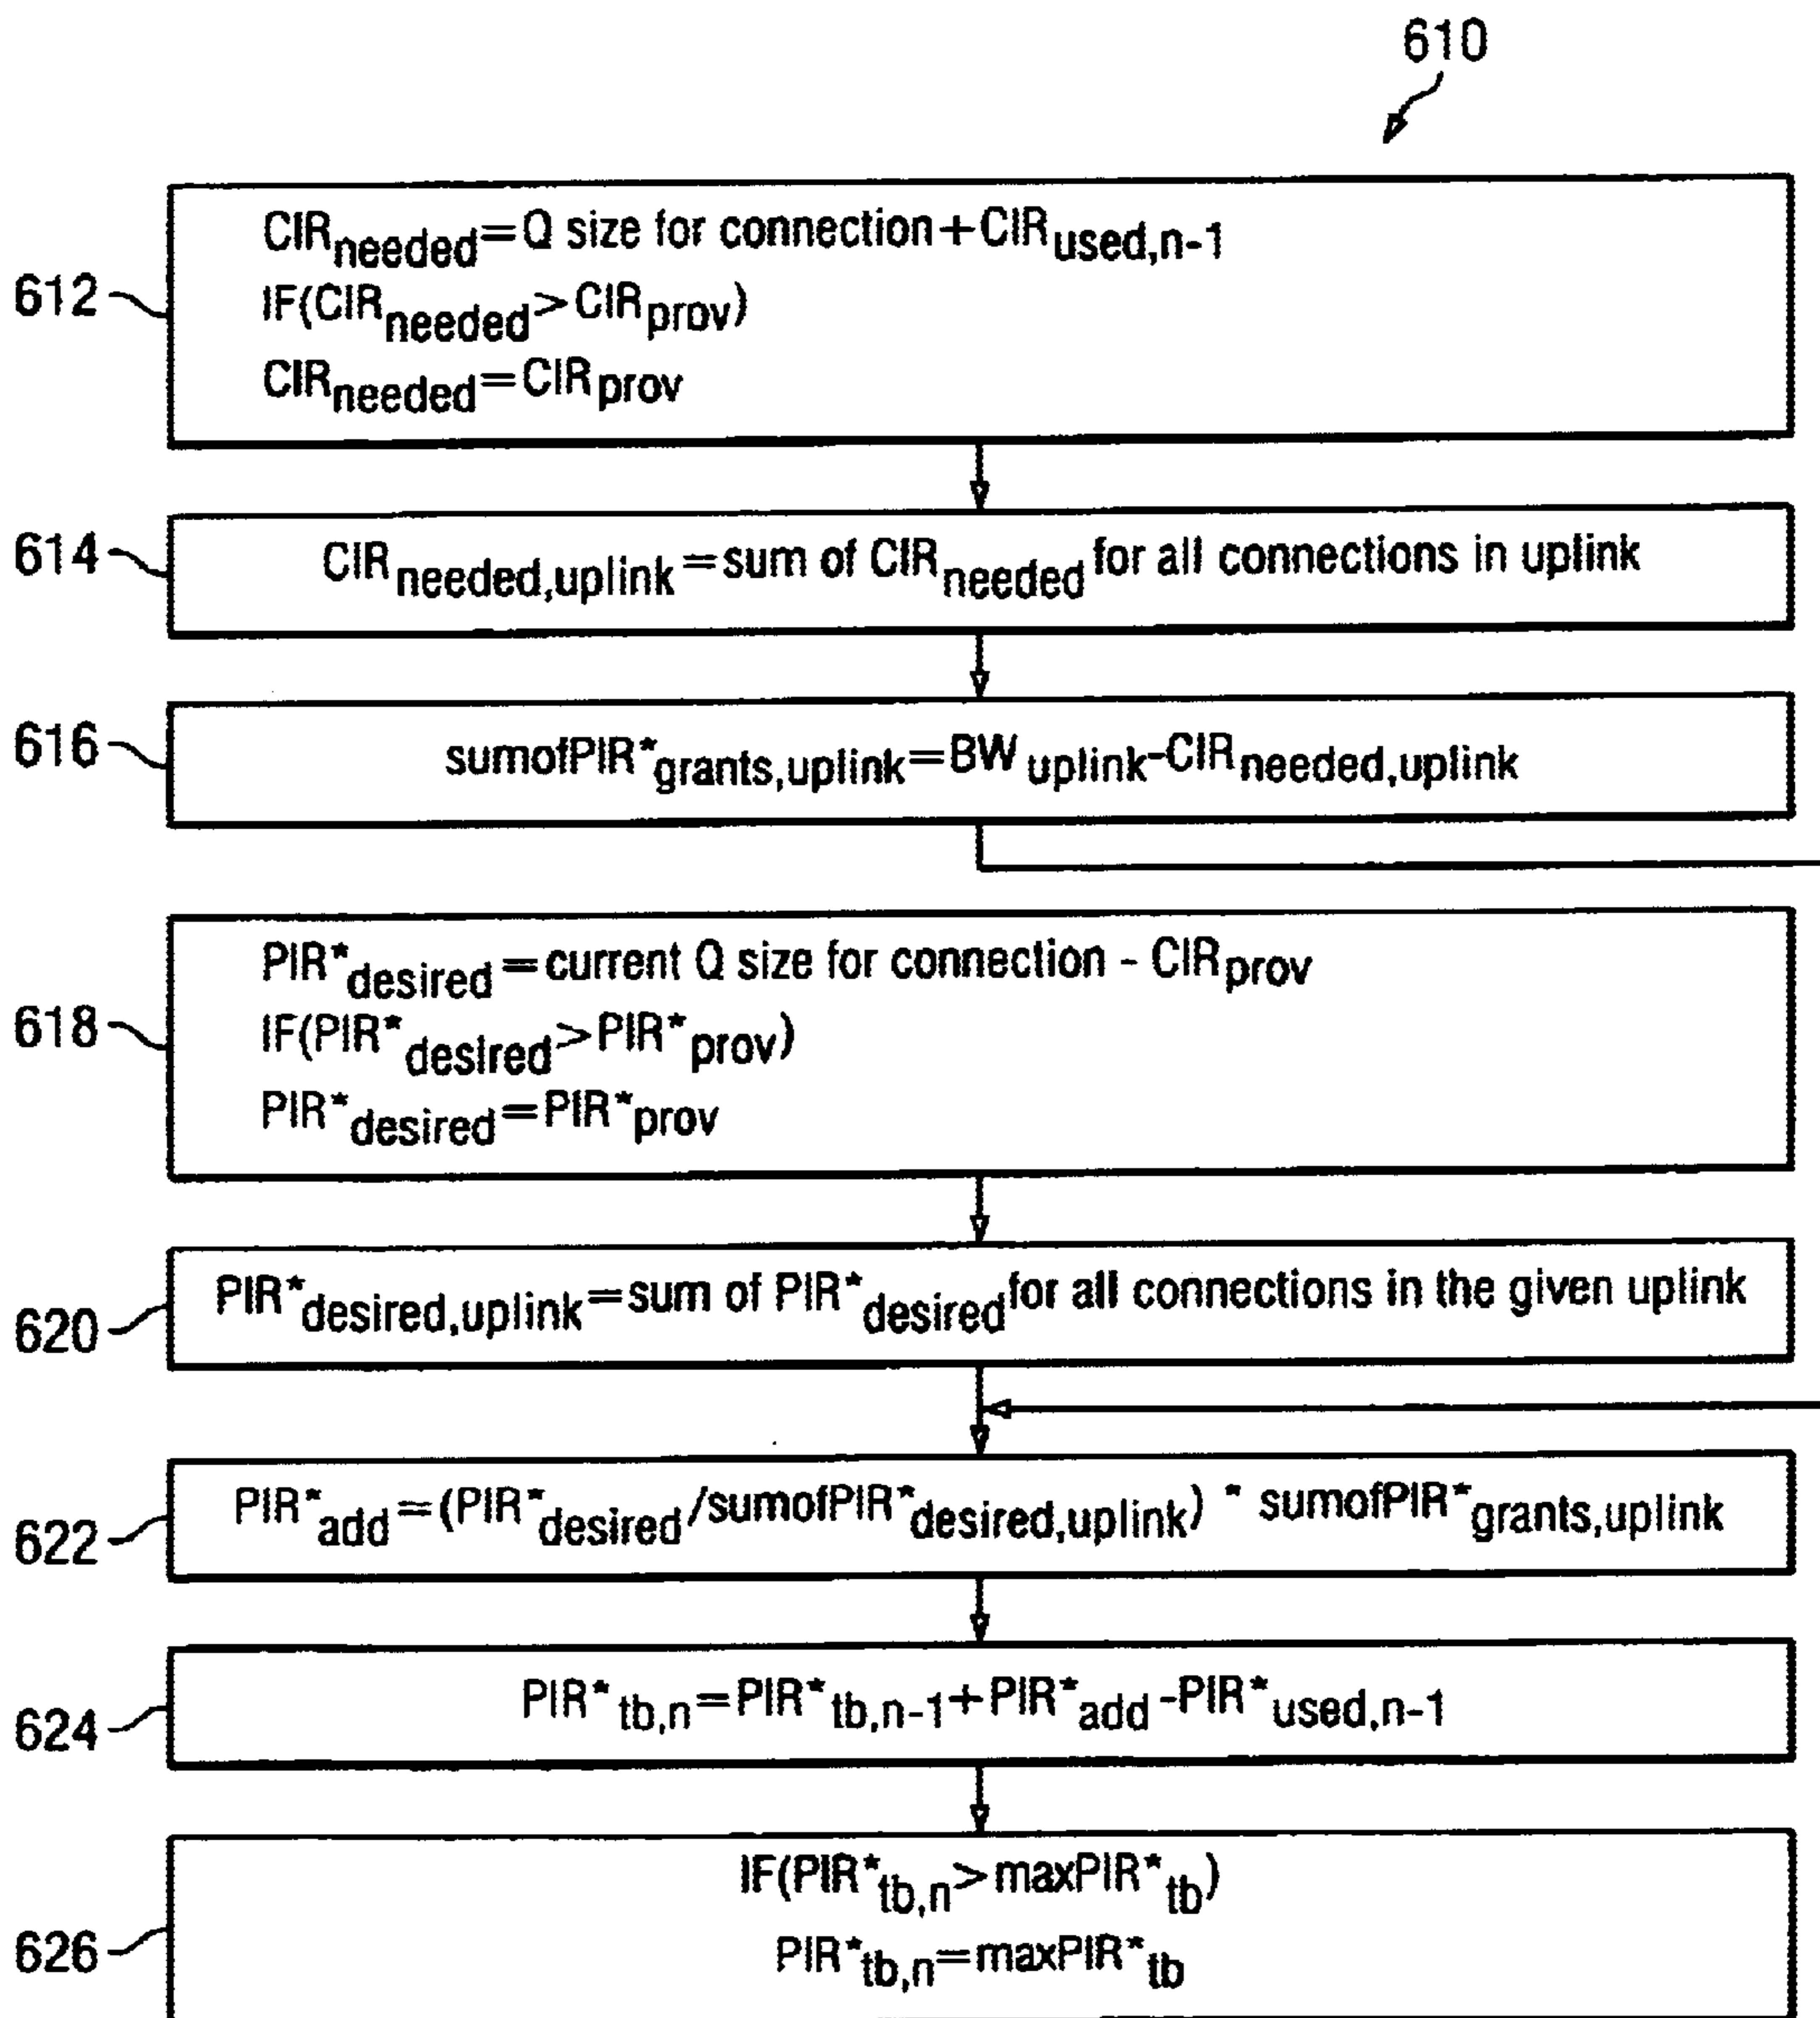 610
612
CIRneeded=Q size for connection+CIRused,n-1
IF(CIRneeded>CIRprov)
CIRneeded=CIRprov
614
CIRneeded,uplink=sum of CIRneeded for all connections in uplink
616
sumofPIR*grants,uplink=BW uplink-CIRneeded,uplink
618
PIR*desired=current Q size for connection - CIRprov
IF(PIR*desired>PIR*prov)
PIR*desired=PIR*prov
620
PIR*desired,uplink=sum of PIR*desired for all connections in the given uplink
622
PIR*add=(PIR*desired/sumofPIR*desired,uplink) * sumofPIR*grants,uplink
624
PIR*tb,n=PIR*tb,n-1+PIR*add-PIR*used,n-1
626
IF(PIR*tb,n>maxPIR*tb)
PIR*tb,n=maxPIR*tb